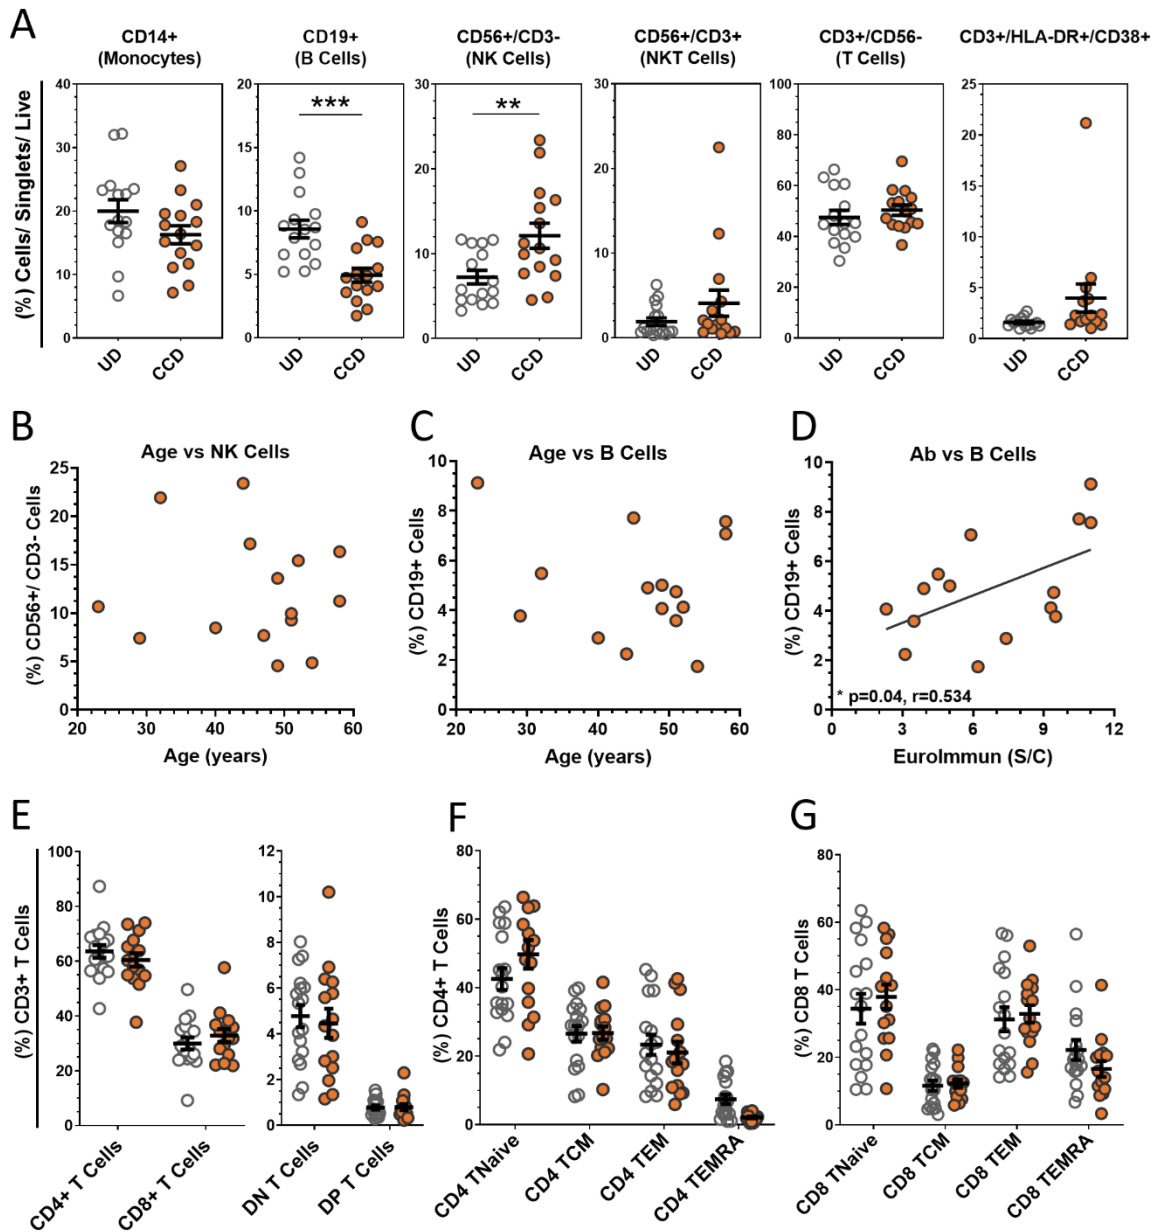 A
CD14+
(Monocytes)
CD19+
(B Cells)
CD56+/CD3-
(NK Cells)
CD56+/CD3+
(NKT Cells)
CD3+/CD56-
(T Cells)
CD3+/HLA-DR+/CD38+
(%) Cells/ Singlets/ Live
40
30
20
10
0
UD
CCD
20
15
10
5
0
***
UD
CCD
30
20
10
0
**
UD
CCD
30
20
10
0
UD
CCD
100
80
60
40
20
0
UD
CCD
25
20
15
10
5
0
UD
CCD
B
Age vs NK Cells
(%) CD56+/ CD3- Cells
25
20
15
10
5
0
20
30
40
50
60
Age (years)
C
Age vs B Cells
(%) CD19+ Cells
10
8
6
4
2
0
20
30
40
50
60
Age (years)
D
Ab vs B Cells
(%) CD19+ Cells
10
8
6
4
2
0
* p=0.04, r=0.534
0
3
6
9
12
EuroImmun (S/C)
E
(%) CD3+ T Cells
100
80
60
40
20
0
CD4+ T Cells
CD8+ T Cells
12
10
8
6
4
2
0
DN T Cells
DP T Cells
F
(%) CD4+ T Cells
80
60
40
20
0
CD4 TNaive
CD4 TCM
CD4 TEM
CD4 TEMRA
G
(%) CD8 T Cells
80
60
40
20
0
CD8 TNaive
CD8 TCM
CD8 TEM
CD8 TEMRA